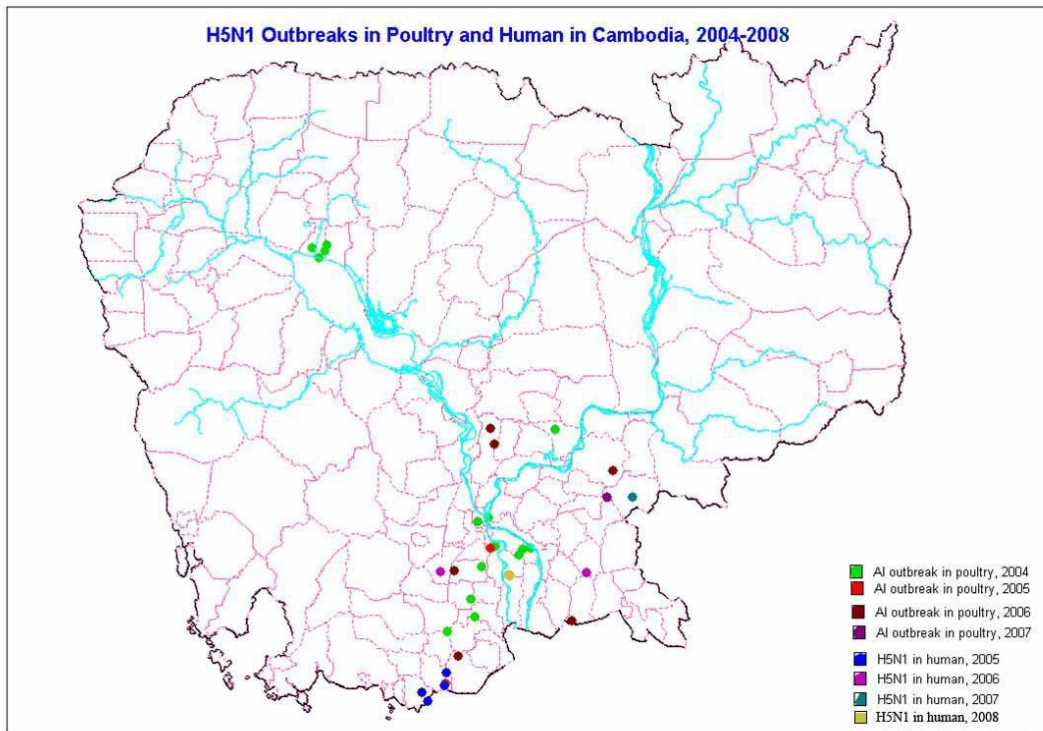 H5N1 Outbreaks in Poultry and Human in Cambodia, 2004-2008
AI outbreak in poultry, 2004
AI outbreak in poultry, 2005
AI outbreak in poultry, 2006
AI outbreak in poultry, 2007
H5N1 in human, 2005
H5N1 in human, 2006
H5N1 in human, 2007
H5N1 in human, 2008